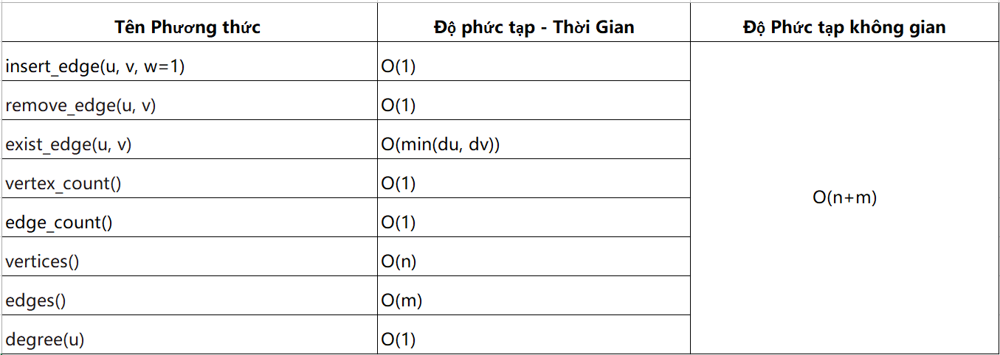 Tên Phương thức
Độ phức tạp - Thời Gian
Độ Phức tạp không gian
insert_edge(u, v, w=1)
O(1)
remove_edge(u, v)
O(1)
exist_edge(u, v)
O(min(du, dv))
vertex_count()
O(1)
O(n+m)
edge_count()
O(1)
vertices()
O(n)
edges()
O(m)
degree(u)
O(1)